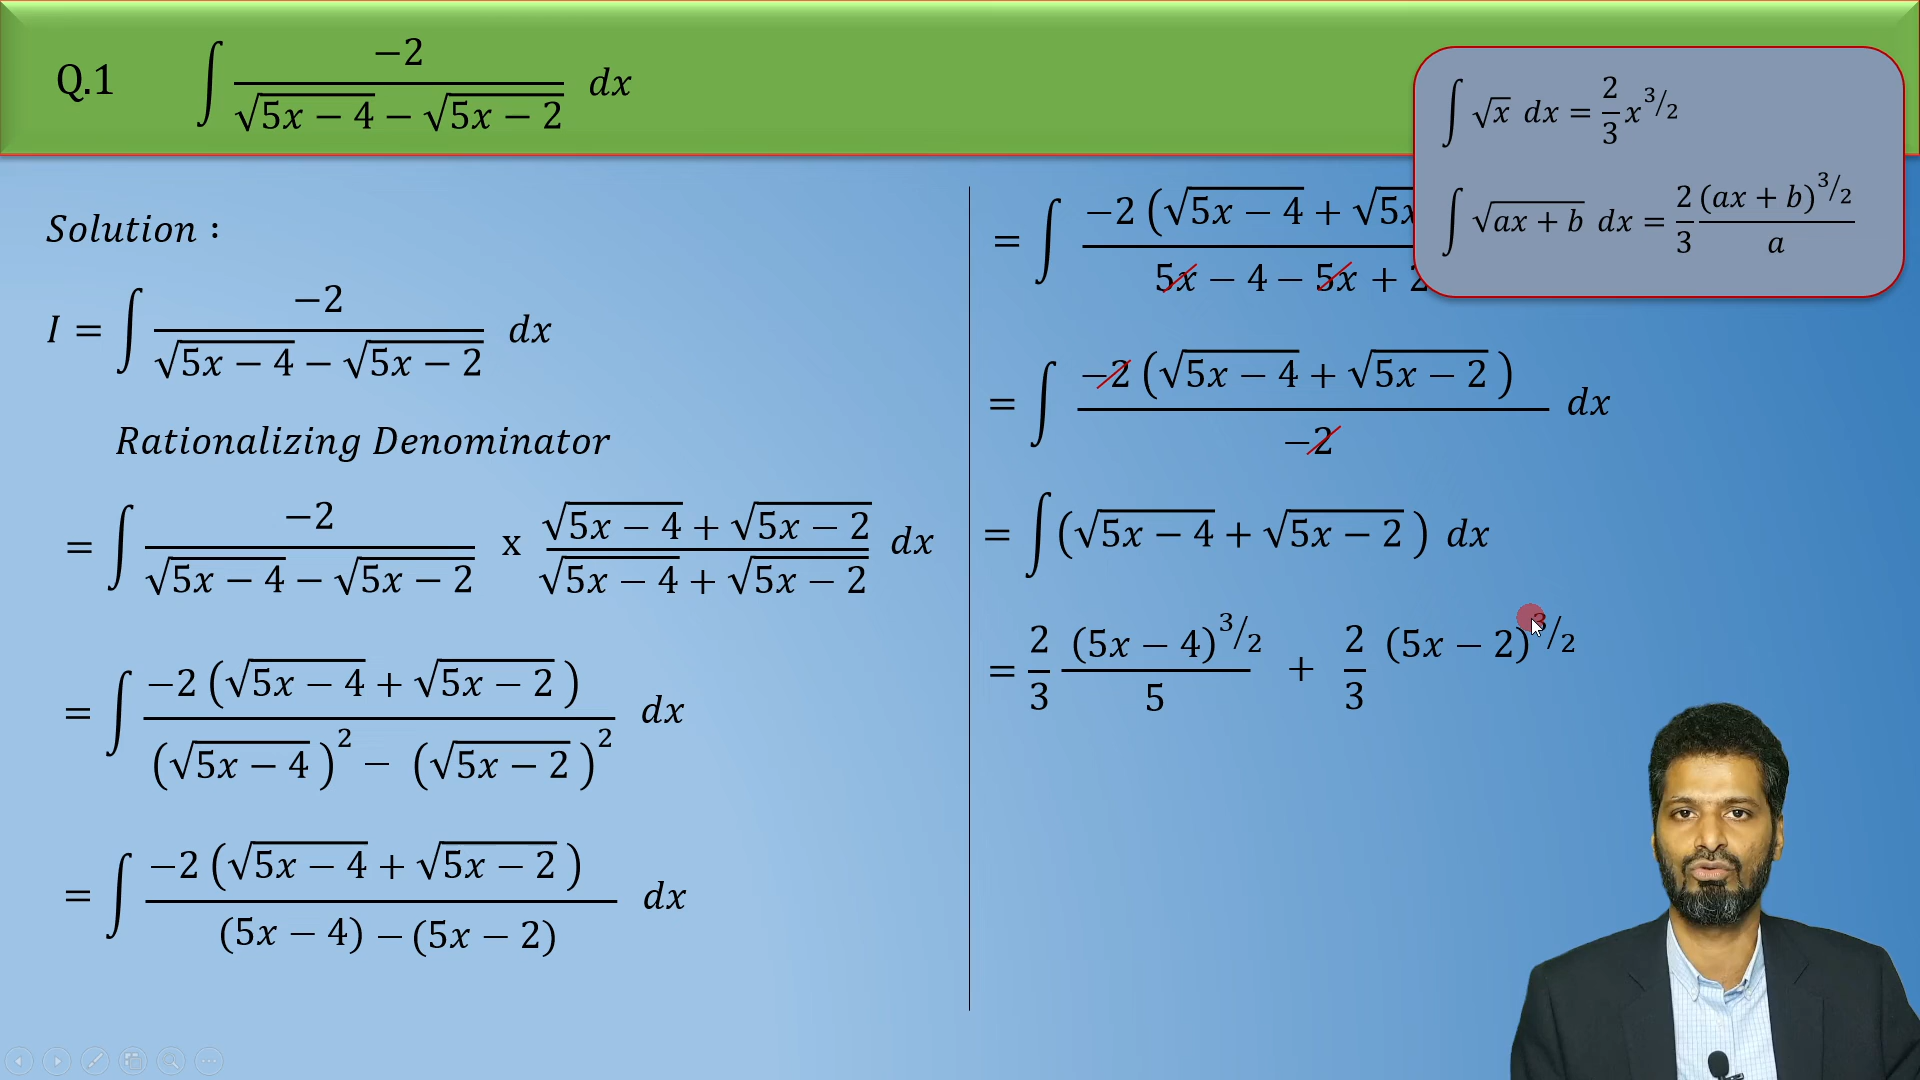 Q.1 ∫ −2 / (√(5x − 4) − √(5x − 2)) dx
∫ √x dx = 2/3 x^(3/2)
∫ √(ax + b) dx = 2/3 (ax + b)^(3/2) / a
Solution :
I = ∫ −2 / (√(5x − 4) − √(5x − 2)) dx
Rationalizing Denominator
= ∫ −2 / (√(5x − 4) − √(5x − 2)) x (√(5x − 4) + √(5x − 2)) / (√(5x − 4) + √(5x − 2)) dx
= ∫ −2 (√(5x − 4) + √(5x − 2)) / ((√(5x − 4))^2 − (√(5x − 2))^2) dx
= ∫ −2 (√(5x − 4) + √(5x − 2)) / ((5x − 4) − (5x − 2)) dx
= ∫ −2 (√(5x − 4) + √5x / 5x − 4 − 5x + 2
= ∫ −2 (√(5x − 4) + √(5x − 2)) / −2 dx
= ∫ (√(5x − 4) + √(5x − 2)) dx
= 2/3 (5x − 4)^(3/2) / 5 + 2/3 (5x − 2)^(3/2)